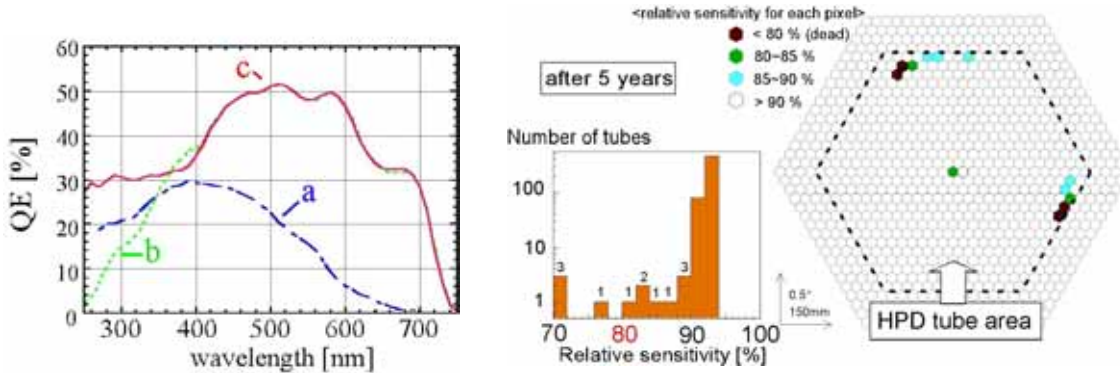 60
50
40
30
20
10
0
QE [%]
c
a
b
300 400 500 600 700
wavelength [nm]
<relative sensitivity for each pixel>
< 80 % (dead)
80~85 %
85~90 %
> 90 %
after 5 years
Number of tubes
100
10
1
3 1 1 2 1 1 3
70 80 90 100
Relative sensitivity [%]
0.5°
150mm
HPD tube area